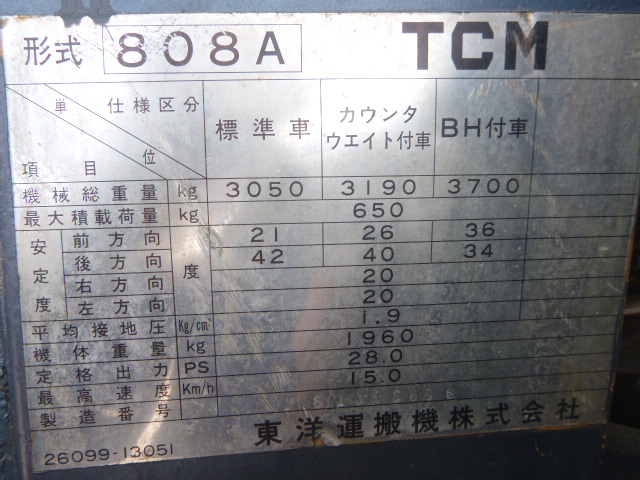 形式 808A TCM
単 仕様区分 標準車 カウンタ BH付車
ウエイト付車
項目 位
機械総重量 kg 3050 3190 3700
最大積載荷量 kg 650
安定度 前方向 度 21 26 36
後方向 42 40 34
右方向 20
左方向 20
平均接地圧 Kg/cm² 1.9
機体重量 kg 1960
定格出力 PS 28.0
最高速度 Km/h 15.0
製造番号
東洋運搬機株式会社
26099-13051